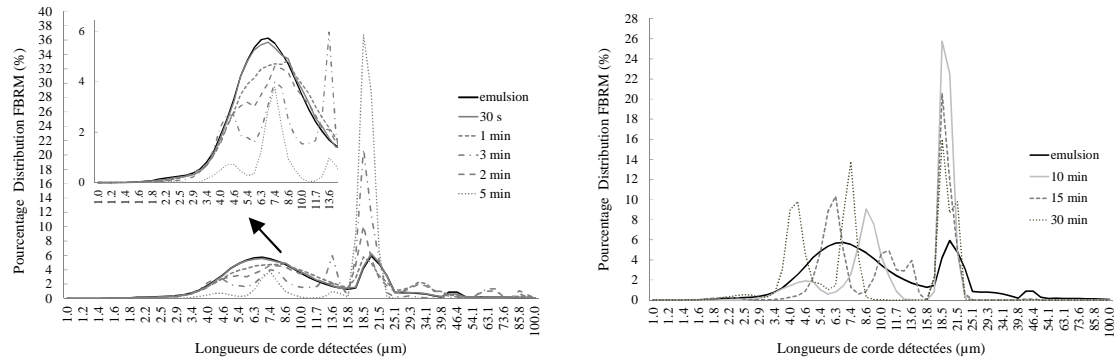 Pourcentage Distribution FBRM (%)
40
38
36
34
32
30
28
26
24
22
20
18
16
14
12
10
8
6
4
2
0
6
4
2
0
1.0 1.2 1.4 1.6 1.8 2.2 2.5 2.9 3.4 4.0 4.6 5.4 6.3 7.4 8.6 10.0 11.7 13.6
emulsion
30 s
1 min
3 min
2 min
5 min
1.0 1.2 1.4 1.6 1.8 2.2 2.5 2.9 3.4 4.0 4.6 5.4 6.3 7.4 8.6 10.0 11.7 13.6 15.8 18.5 21.5 25.1 29.3 34.1 39.8 46.4 54.1 63.1 73.6 85.8 100.0
Longueurs de corde détectées (µm)
Pourcentage Distribution FBRM (%)
28
26
24
22
20
18
16
14
12
10
8
6
4
2
0
emulsion
10 min
15 min
30 min
1.0 1.2 1.4 1.6 1.8 2.2 2.5 2.9 3.4 4.0 4.6 5.4 6.3 7.4 8.6 10.0 11.7 13.6 15.8 18.5 21.5 25.1 29.3 34.1 39.8 46.4 54.1 63.1 73.6 85.8 100.0
Longueurs de corde détectées (µm)